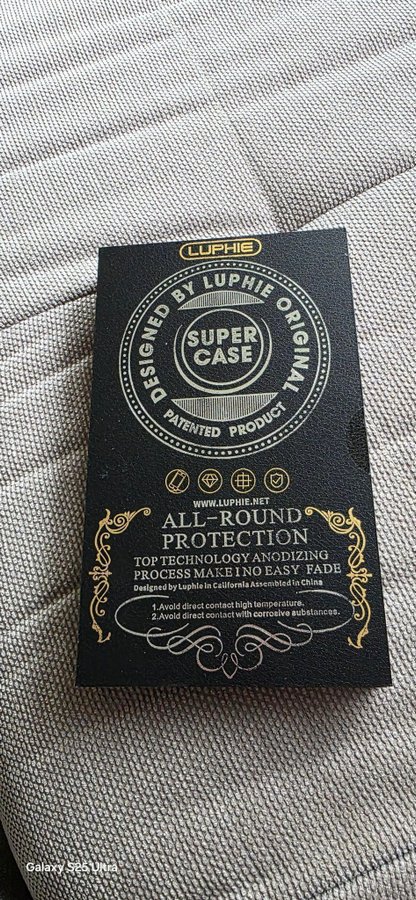 LUPHIE
DESIGNED BY LUPHIE ORIGINAL
SUPER
CASE
PATENTED PRODUCT
WWW.LUPHIE.NET
ALL-ROUND
PROTECTION
TOP TECHNOLOGY ANODIZING
PROCESS MAKE I NO EASY FADE
Designed by Luphie in California Assembted in China
1.Avoid direct contact high temperature.
2.Avoid direct contact with corrosive substances.
Galaxy S25 Ultra